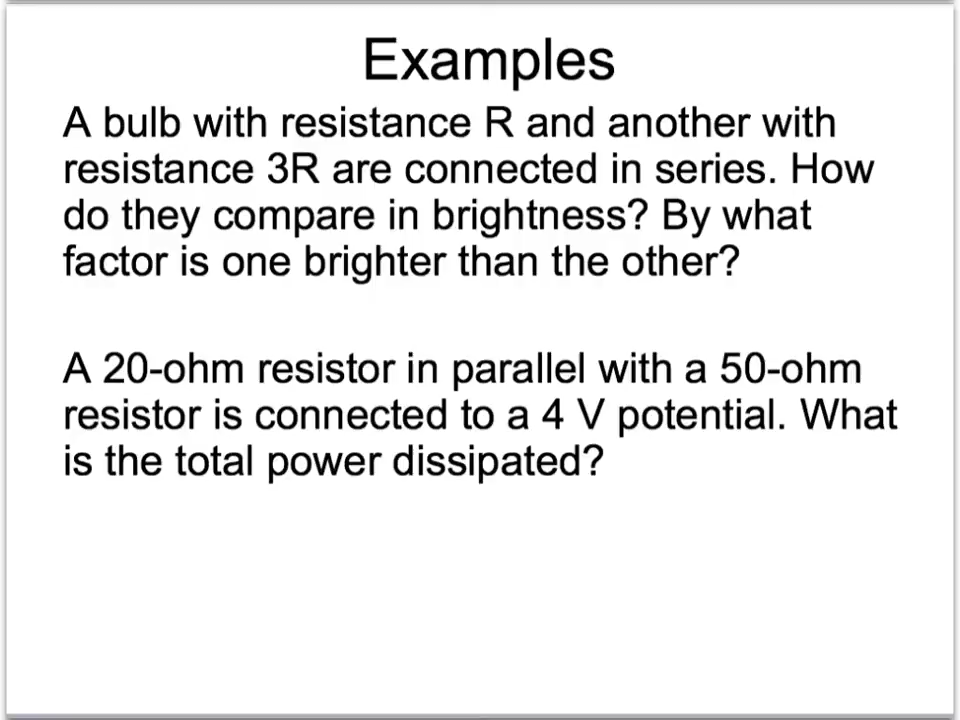 Examples
A bulb with resistance R and another with
resistance 3R are connected in series. How
do they compare in brightness? By what
factor is one brighter than the other?
A 20-ohm resistor in parallel with a 50-ohm
resistor is connected to a 4 V potential. What
is the total power dissipated?